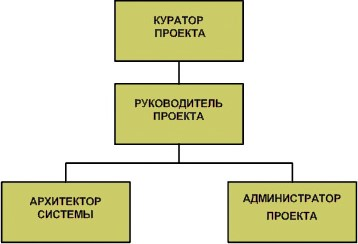 КУРАТОР
ПРОЕКТА
РУКОВОДИТЕЛЬ
ПРОЕКТА
АРХИТЕКТОР
СИСТЕМЫ
АДМИНИСТРАТОР
ПРОЕКТА